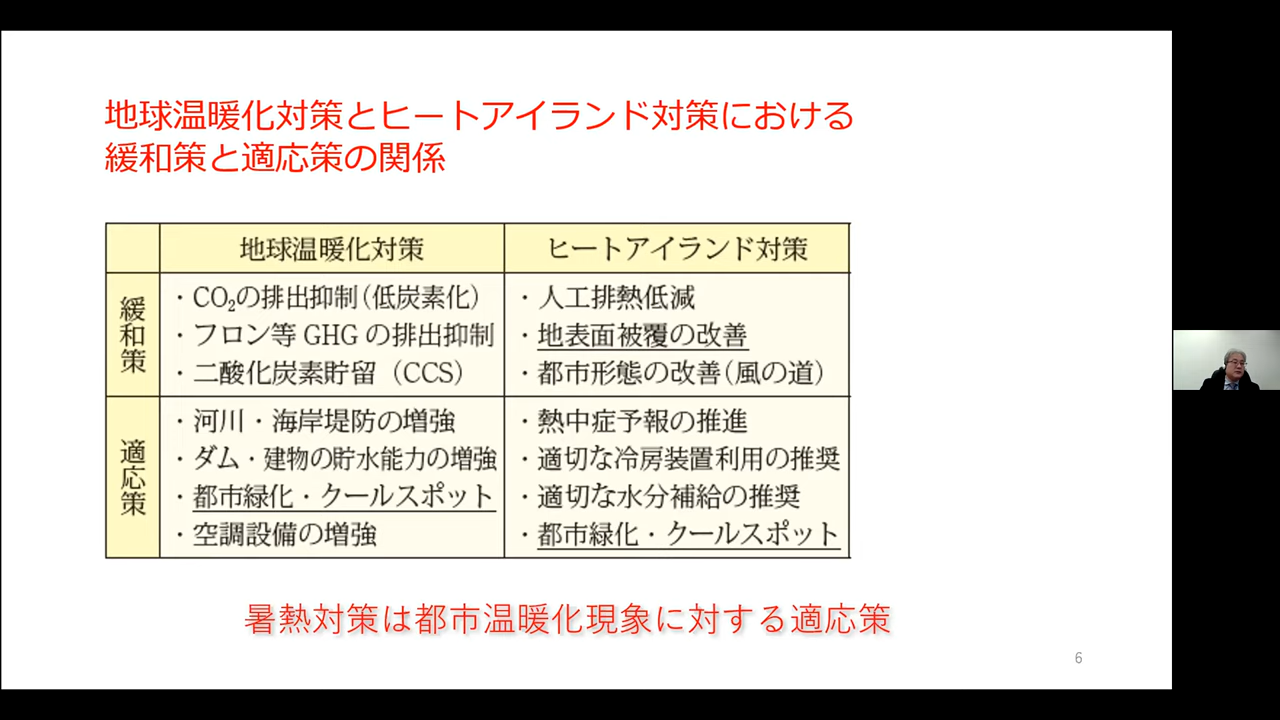 地球温暖化対策とヒートアイランド対策における
緩和策と適応策の関係
地球温暖化対策
ヒートアイランド対策
緩和策
・CO₂の排出抑制(低炭素化)
・フロン等 GHG の排出抑制
・二酸化炭素貯留 (CCS)
・人工排熱低減
・地表面被覆の改善
・都市形態の改善(風の道)
適応策
・河川・海岸堤防の増強
・ダム・建物の貯水能力の増強
・都市緑化・クールスポット
・空調設備の増強
・熱中症予報の推進
・適切な冷房装置利用の推奨
・適切な水分補給の推奨
・都市緑化・クールスポット
暑熱対策は都市温暖化現象に対する適応策
6